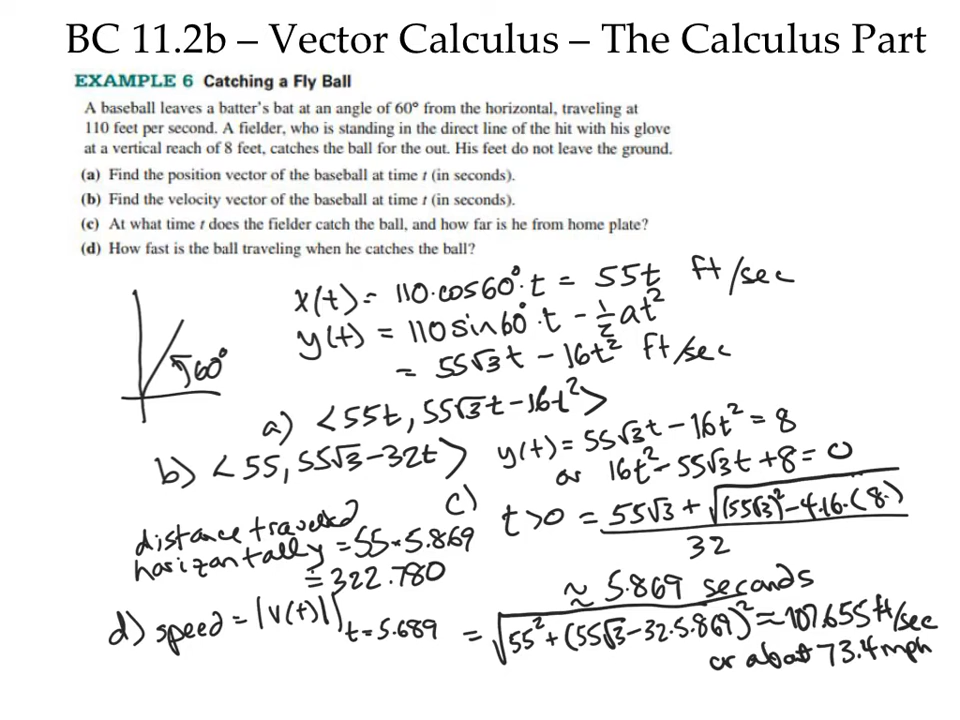 BC 11.2b – Vector Calculus – The Calculus Part
EXAMPLE 6 Catching a Fly Ball
A baseball leaves a batter's bat at an angle of 60° from the horizontal, traveling at
110 feet per second. A fielder, who is standing in the direct line of the hit with his glove
at a vertical reach of 8 feet, catches the ball for the out. His feet do not leave the ground.
(a) Find the position vector of the baseball at time t (in seconds).
(b) Find the velocity vector of the baseball at time t (in seconds).
(c) At what time t does the fielder catch the ball, and how far is he from home plate?
(d) How fast is the ball traveling when he catches the ball?
x(t) = 110·cos60°·t = 55t ft/sec
y(t) = 110 sin60°·t - ½at²
= 55√3t - 16t² ft/sec
60°
a) <55t, 55√3t-16t²>
b) <55, 55√3-32t>
c) y(t) = 55√3t - 16t² = 8
or 16t² - 55√3t + 8 = 0
t>0 = (55√3 + √((55√3)²-4·16·(8·)))/32
≈ 5.869 seconds
distance traveled
horizontally = 55·5.869
≐ 322.780
d) speed = |v(t)||t=5.689 = √(55²+(55√3-32·5.869)²) ≈ 107.655 ft/sec
or about 73.4mph